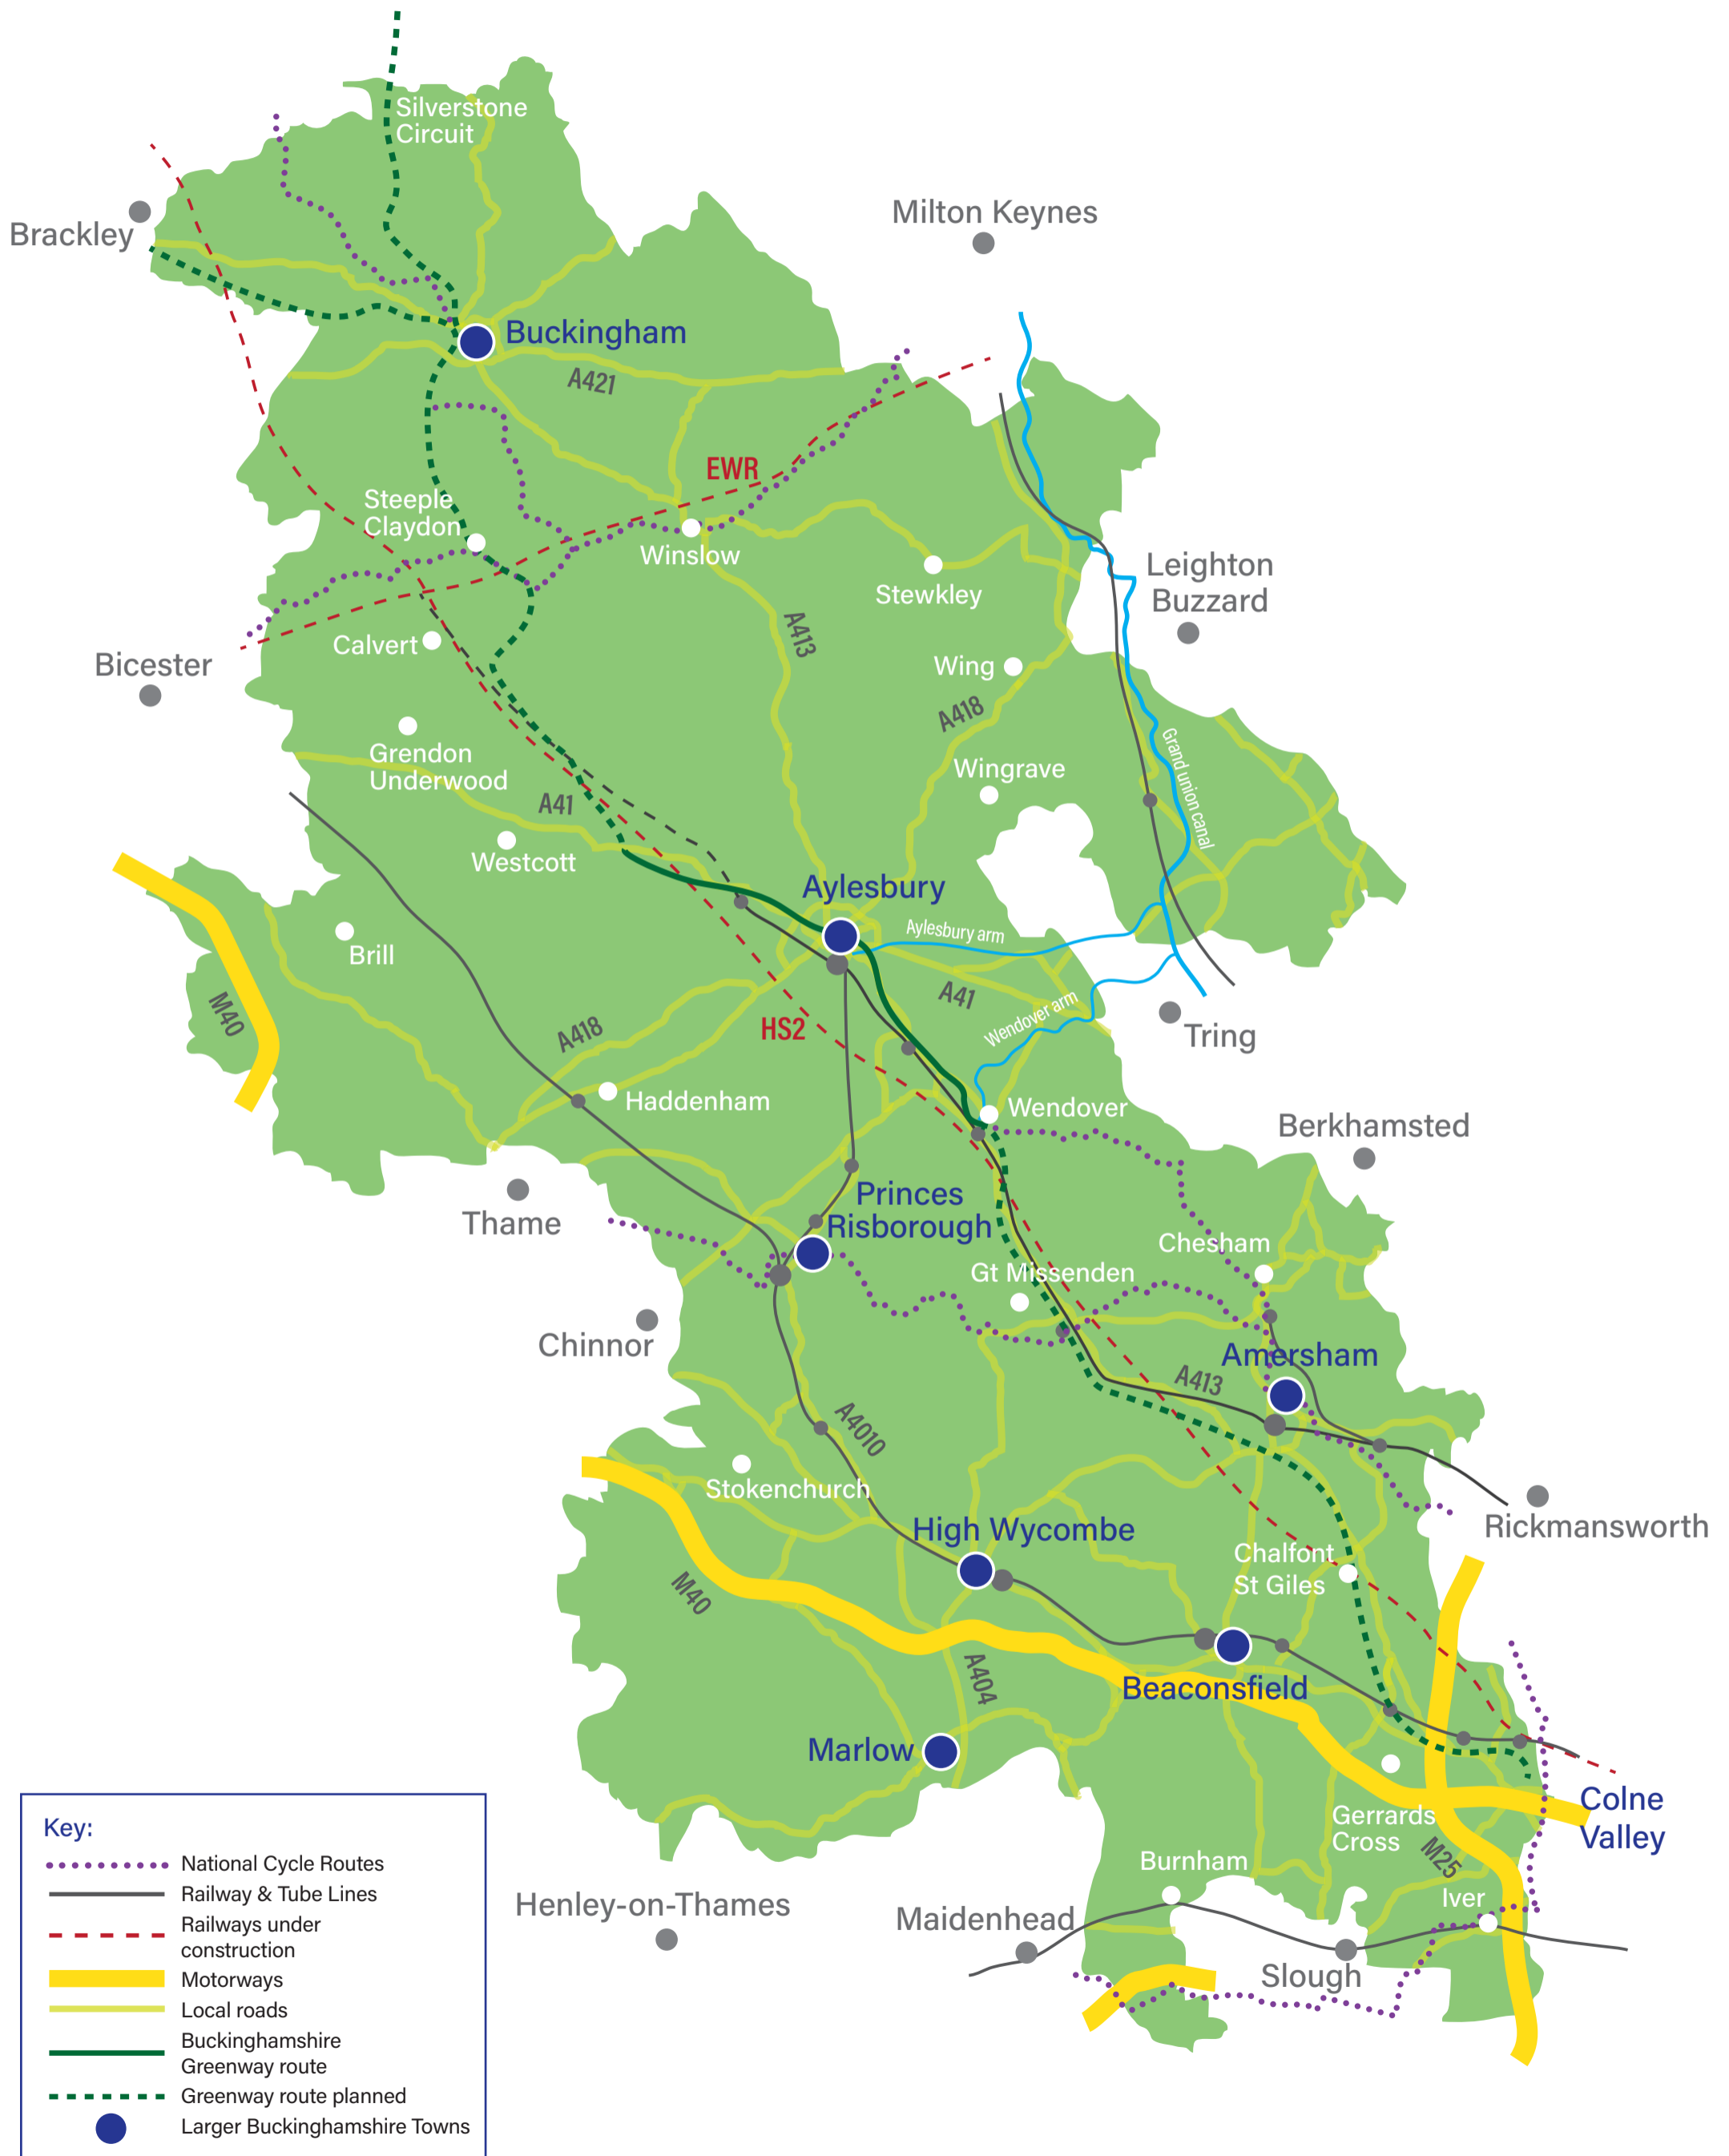 Silverstone
Circuit
Brackley
Milton Keynes
Buckingham
A421
EWR
Steeple
Claydon
Winslow
Stewkley
Leighton
Buzzard
A413
Calvert
Bicester
Wing
A418
Grendon
Underwood
Wingrave
Grand union canal
A41
Westcott
Aylesbury
Aylesbury arm
Brill
M40
A41
Wendover arm
HS2
A418
Tring
Haddenham
Wendover
Berkhamsted
Thame
Princes
Risborough
Chesham
Gt Missenden
Chinnor
Amersham
A413
A4010
Stokenchurch
High Wycombe
Rickmansworth
Chalfont
St Giles
M40
A404
Beaconsfield
Marlow
Colne
Valley
Gerrards
Cross
M25
Burnham
Iver
Henley-on-Thames
Maidenhead
Slough
Key:
National Cycle Routes
Railway & Tube Lines
Railways under
construction
Motorways
Local roads
Buckinghamshire
Greenway route
Greenway route planned
Larger Buckinghamshire Towns